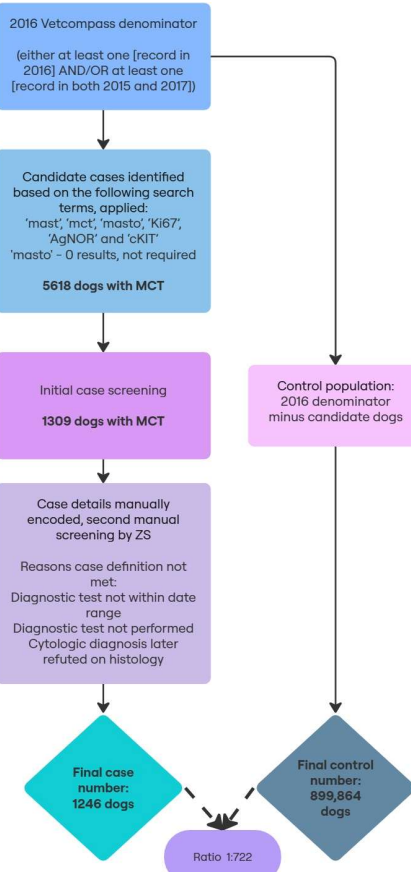 2016 Vetcompass denominator
(either at least one [record in
2016] AND/OR at least one
[record in both 2015 and 2017])
Candidate cases identified
based on the following search
terms, applied:
'mast', 'mct', 'masto', 'Ki67',
'AgNOR' and 'cKIT'
'masto' - 0 results, not required
5618 dogs with MCT
Initial case screening
1309 dogs with MCT
Control population:
2016 denominator
minus candidate dogs
Case details manually
encoded, second manual
screening by ZS
Reasons case definition not
met:
Diagnostic test not within date
range
Diagnostic test not performed
Cytologic diagnosis later
refuted on histology
Final case
number:
1246 dogs
Final control
number:
899,864
dogs
Ratio 1:722